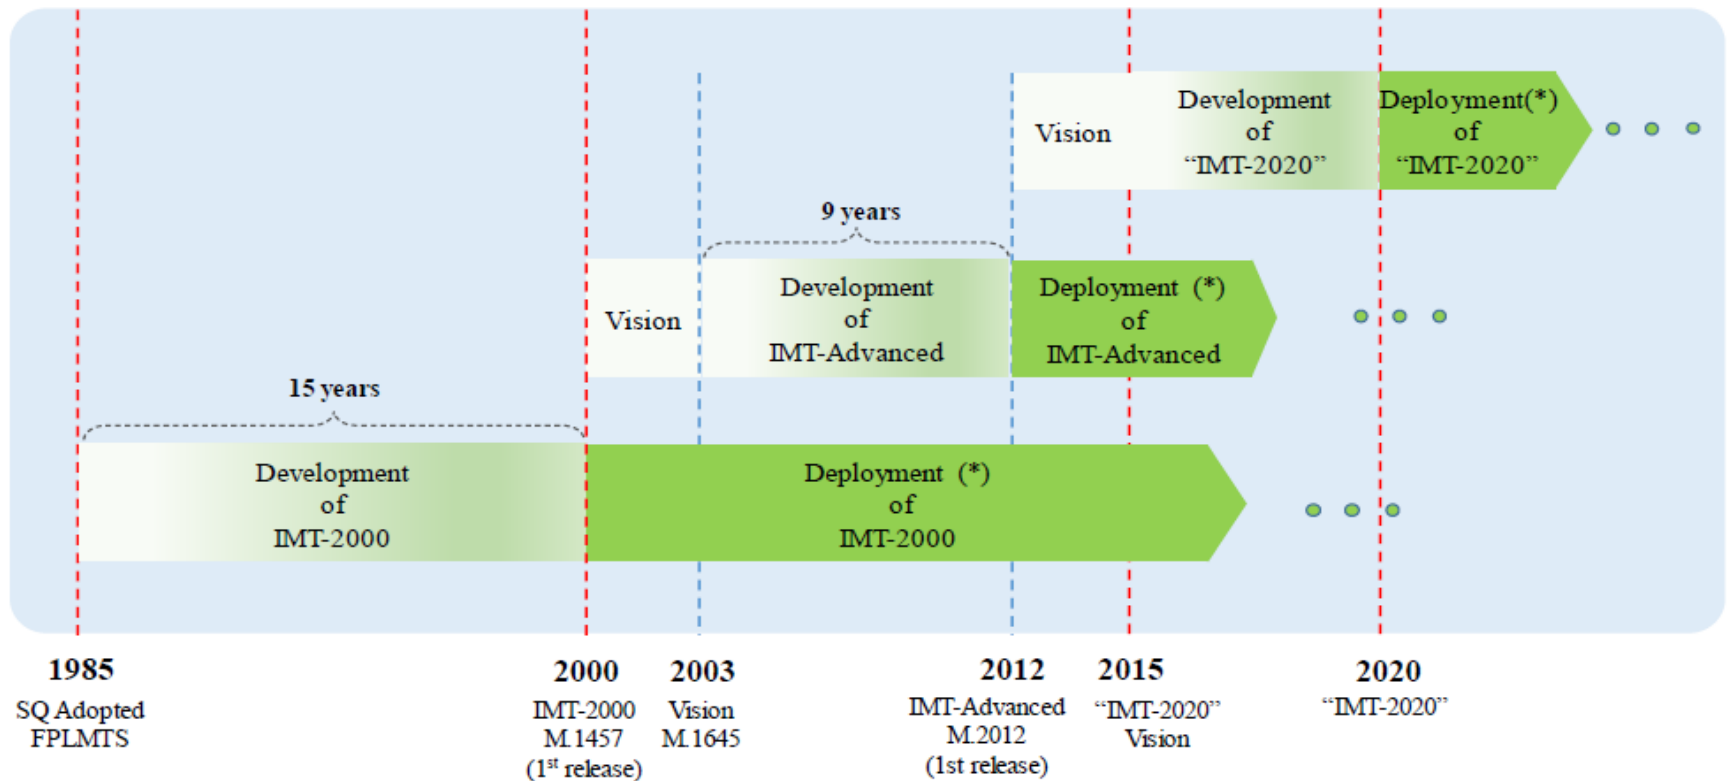 Development
of
“IMT-2020”
Deployment(*)
of
“IMT-2020”
Vision
9 years
Development
of
IMT-Advanced
Deployment (*)
of
IMT-Advanced
Vision
15 years
Development
of
IMT-2000
Deployment (*)
of
IMT-2000
1985
SQ Adopted
FPLMTS
2000
IMT-2000
M.1457
(1st release)
2003
Vision
M.1645
2012
IMT-Advanced
M.2012
(1st release)
2015
“IMT-2020”
Vision
2020
“IMT-2020”